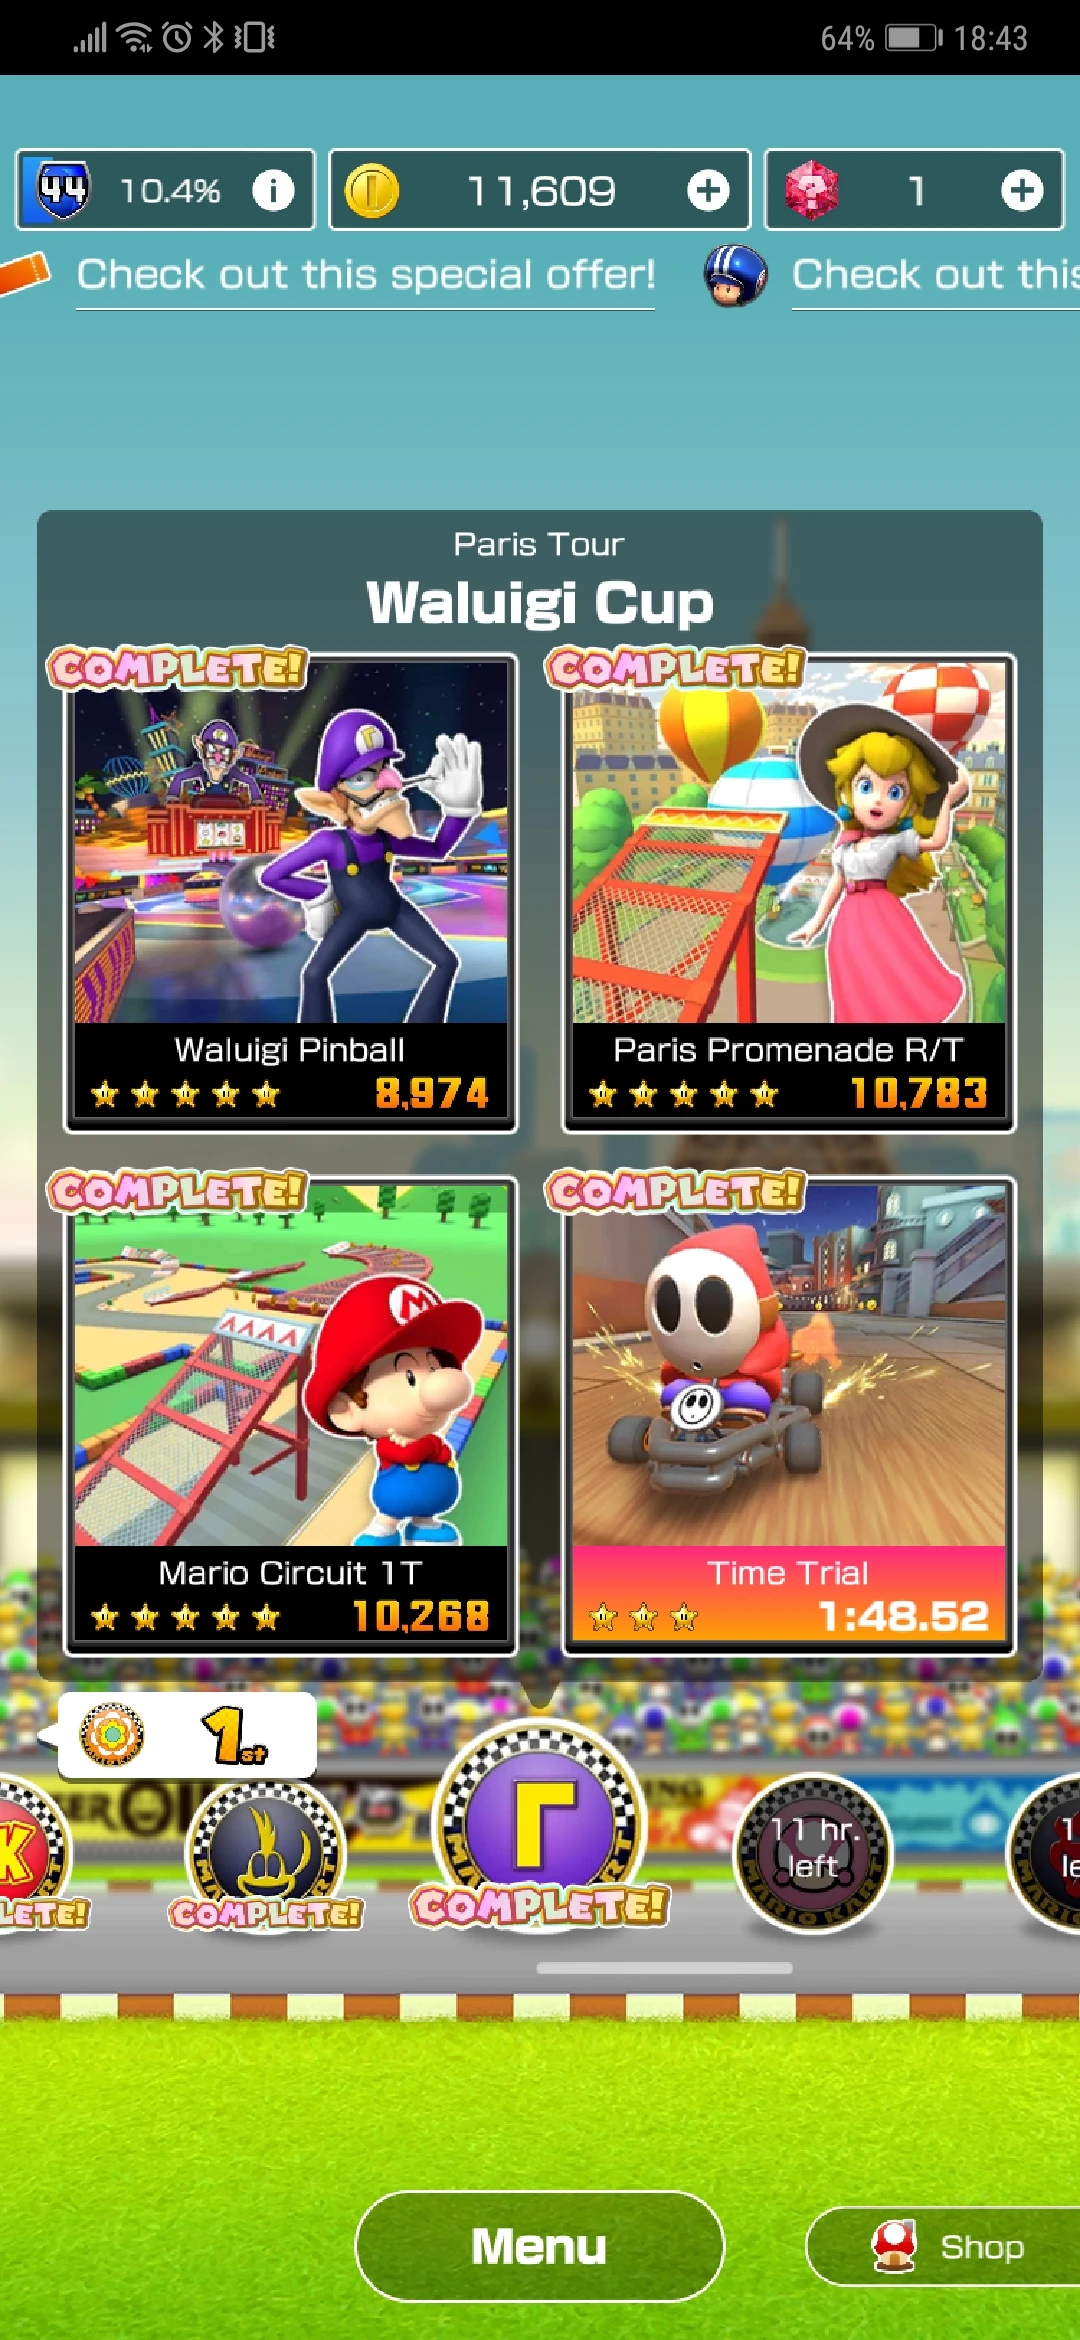 64% 18:43
44 10.4% i 11,609 + 1 +
Check out this special offer! Check out this
Paris Tour
Waluigi Cup
COMPLETE! COMPLETE!
Waluigi Pinball
8,974
Paris Promenade R/T
10,783
COMPLETE! COMPLETE!
Mario Circuit 1T
10,268
Time Trial
1:48.52
1st
11 hr.
left
COMPLETE! COMPLETE!
MARIO KART
Menu
Shop